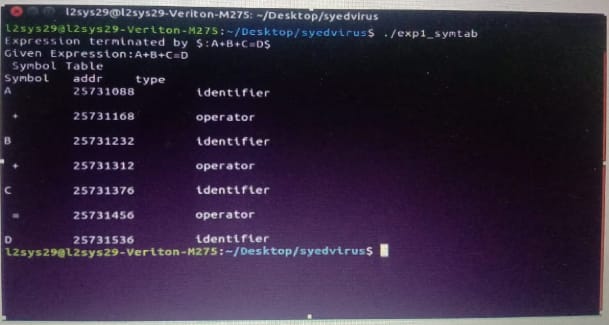 l2sys29@l2sys29-Veriton-M275: ~/Desktop/syedvirus
l2sys29@l2sys29-Veriton-M275:~/Desktop/syedvirus$ ./exp1_symtab
Expression terminated by $:A+B+C=D$
Given Expression:A+B+C=D
Symbol Table
Symbol addr type
A 25731088 identifier
+ 25731168 operator
B 25731232 identifier
+ 25731312 operator
C 25731376 identifier
= 25731456 operator
D 25731536 identifier
l2sys29@l2sys29-Veriton-M275:~/Desktop/syedvirus$